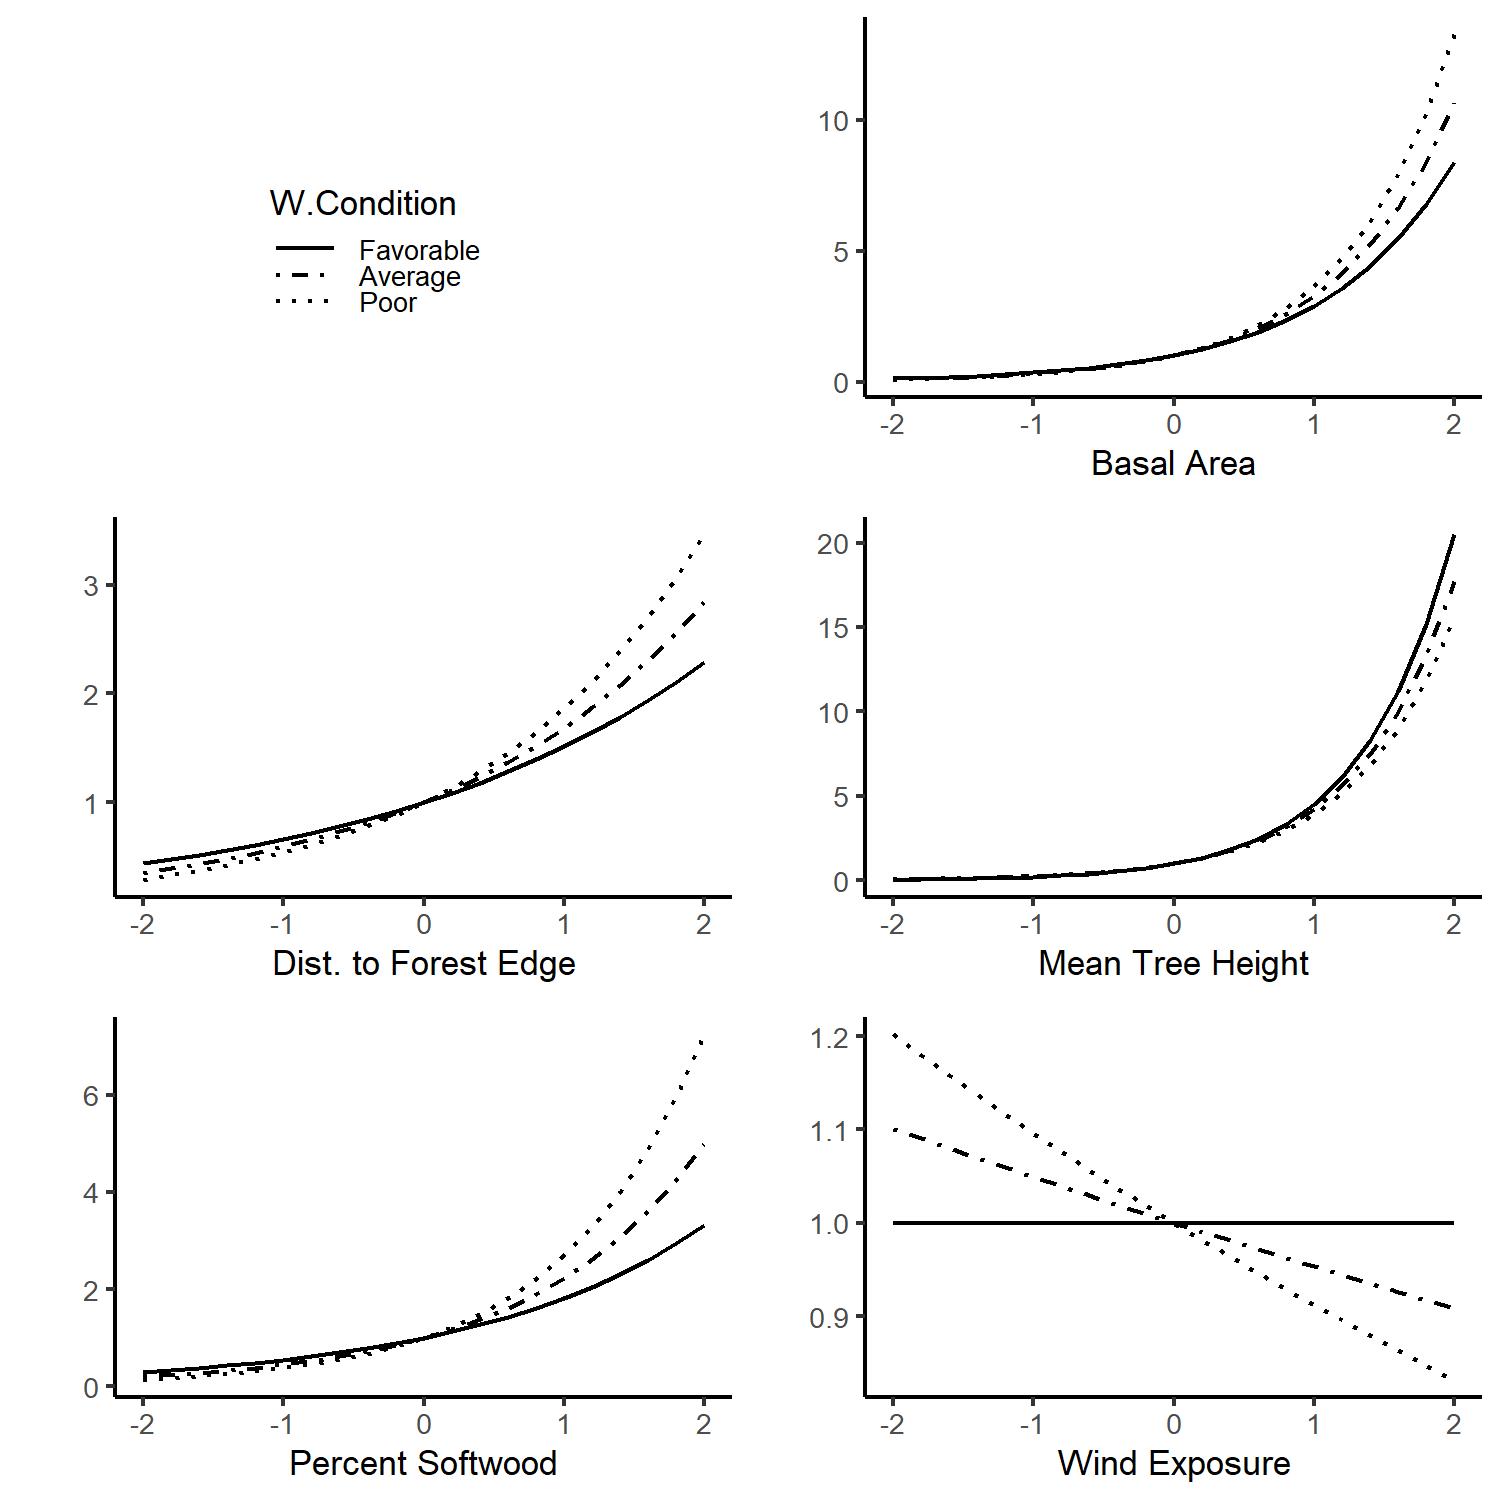 W.Condition
Favorable
Average
Poor
10
5
0
-2 -1 0 1 2
Basal Area
3
2
1
-2 -1 0 1 2
Dist. to Forest Edge
20
15
10
5
0
-2 -1 0 1 2
Mean Tree Height
6
4
2
0
-2 -1 0 1 2
Percent Softwood
1.2
1.1
1.0
0.9
-2 -1 0 1 2
Wind Exposure